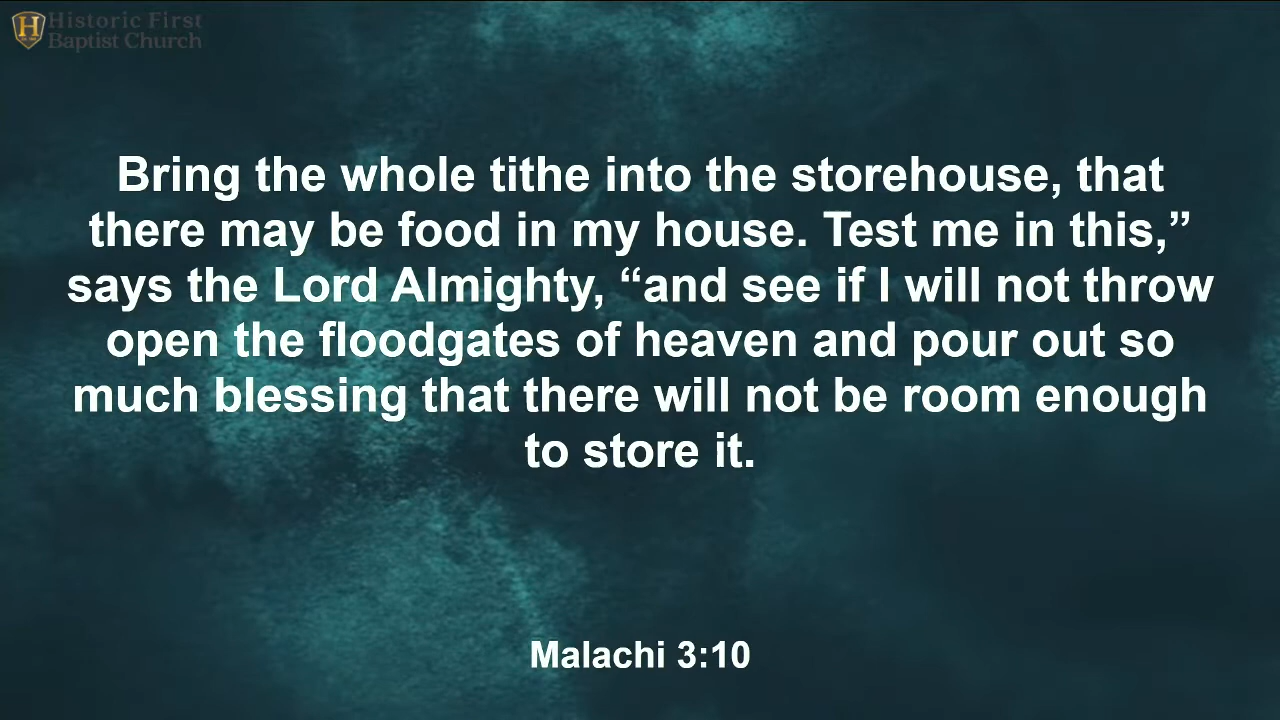 Historic First
Baptist Church
Bring the whole tithe into the storehouse, that
there may be food in my house. Test me in this,”
says the Lord Almighty, “and see if I will not throw
open the floodgates of heaven and pour out so
much blessing that there will not be room enough
to store it.
Malachi 3:10